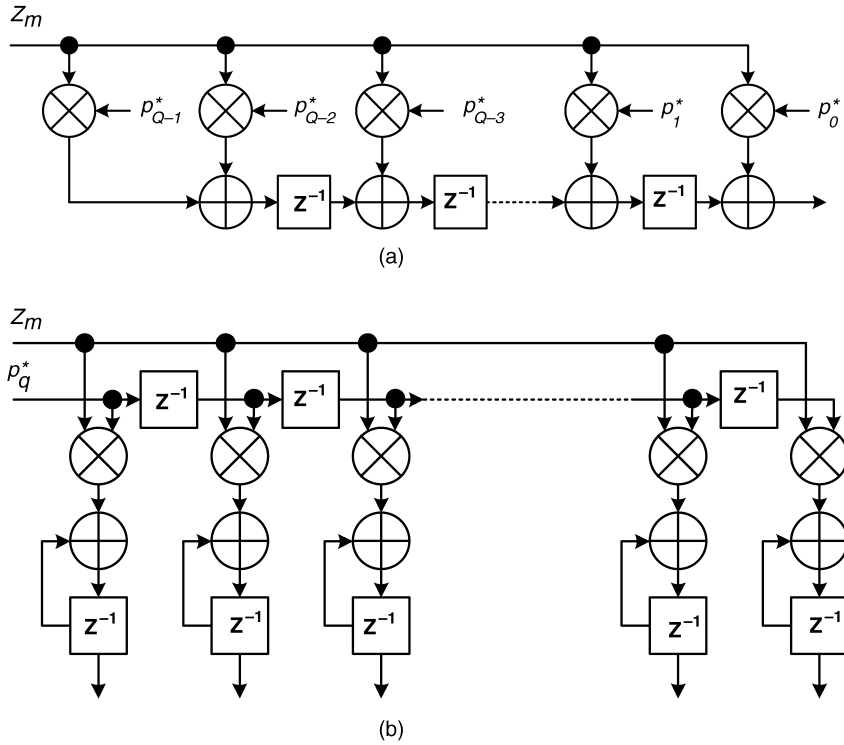 Z_m
p*_{Q–1} p*_{Q–2} p*_{Q–3} p*_1 p*_0
Z⁻¹ Z⁻¹ Z⁻¹
(a)
Z_m
p*_q
Z⁻¹ Z⁻¹ Z⁻¹
Z⁻¹ Z⁻¹ Z⁻¹ Z⁻¹ Z⁻¹
(b)